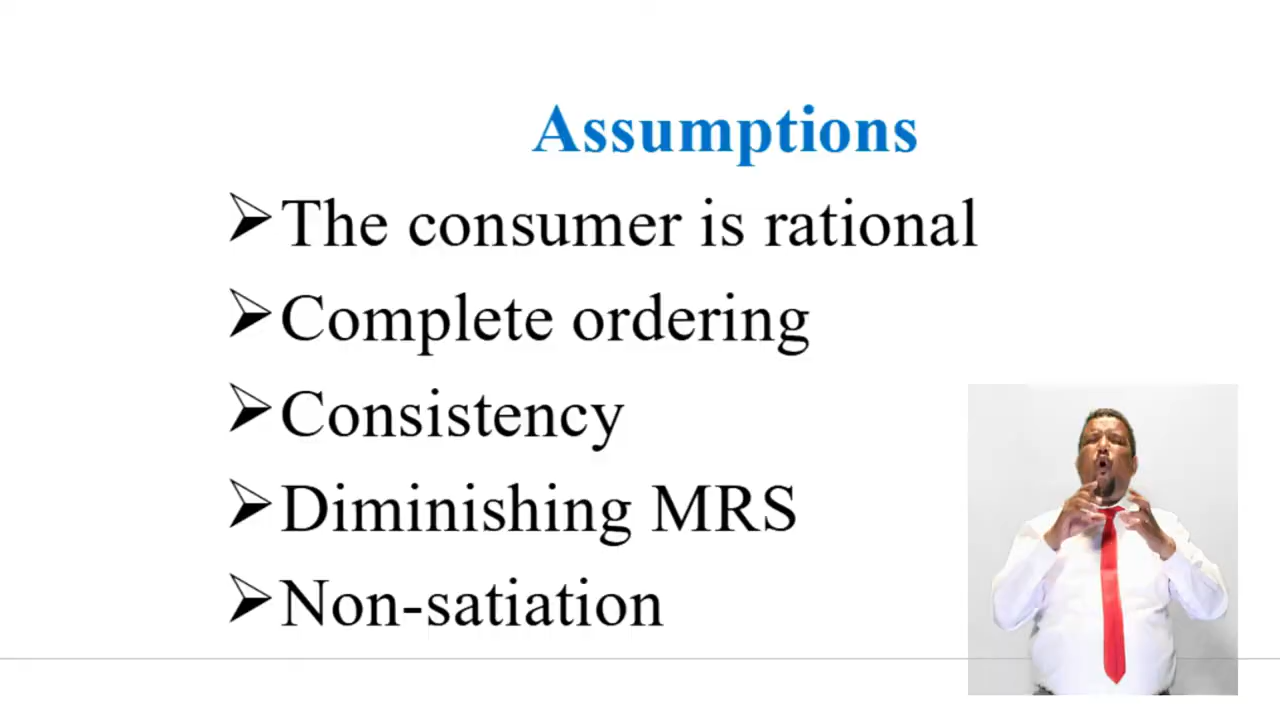 Assumptions
The consumer is rational
Complete ordering
Consistency
Diminishing MRS
Non-satiation